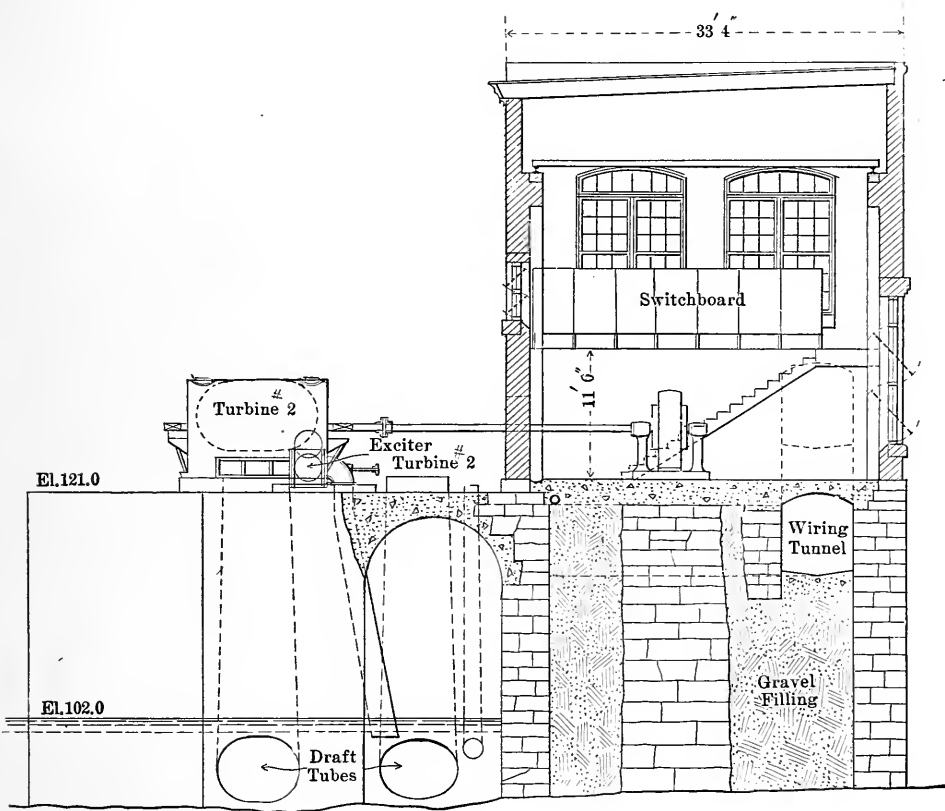 33' 4"
Switchboard
11' 6"
Turbine # 2
Exciter
Turbine # 2
El.121.0
Wiring
Tunnel
Gravel
Filling
El.102.0
Draft
Tubes